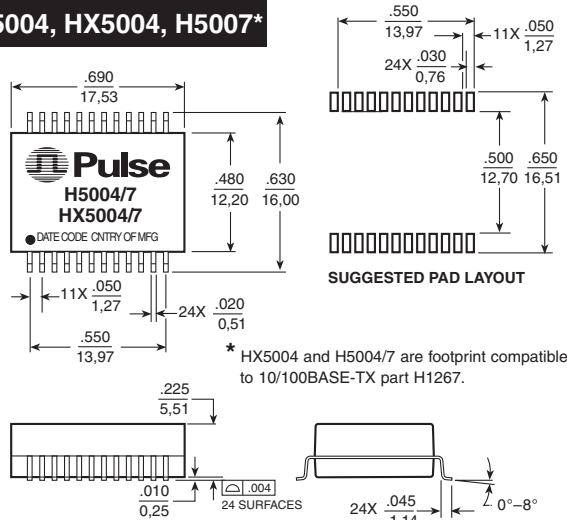 5004, HX5004, H5007*
.690
17,53
Pulse
H5004/7
HX5004/7
DATE CODE CNTRY OF MFG
.480
12,20
.630
16,00
11X .050
1,27
24X .020
0,51
.550
13,97
.550
13,97
11X .050
1,27
24X .030
0,76
.500
12,70
.650
16,51
SUGGESTED PAD LAYOUT
* HX5004 and H5004/7 are footprint compatible
to 10/100BASE-TX part H1267.
.225
5,51
.010
0,25
.004
24 SURFACES
24X .045
1,14
0°–8°